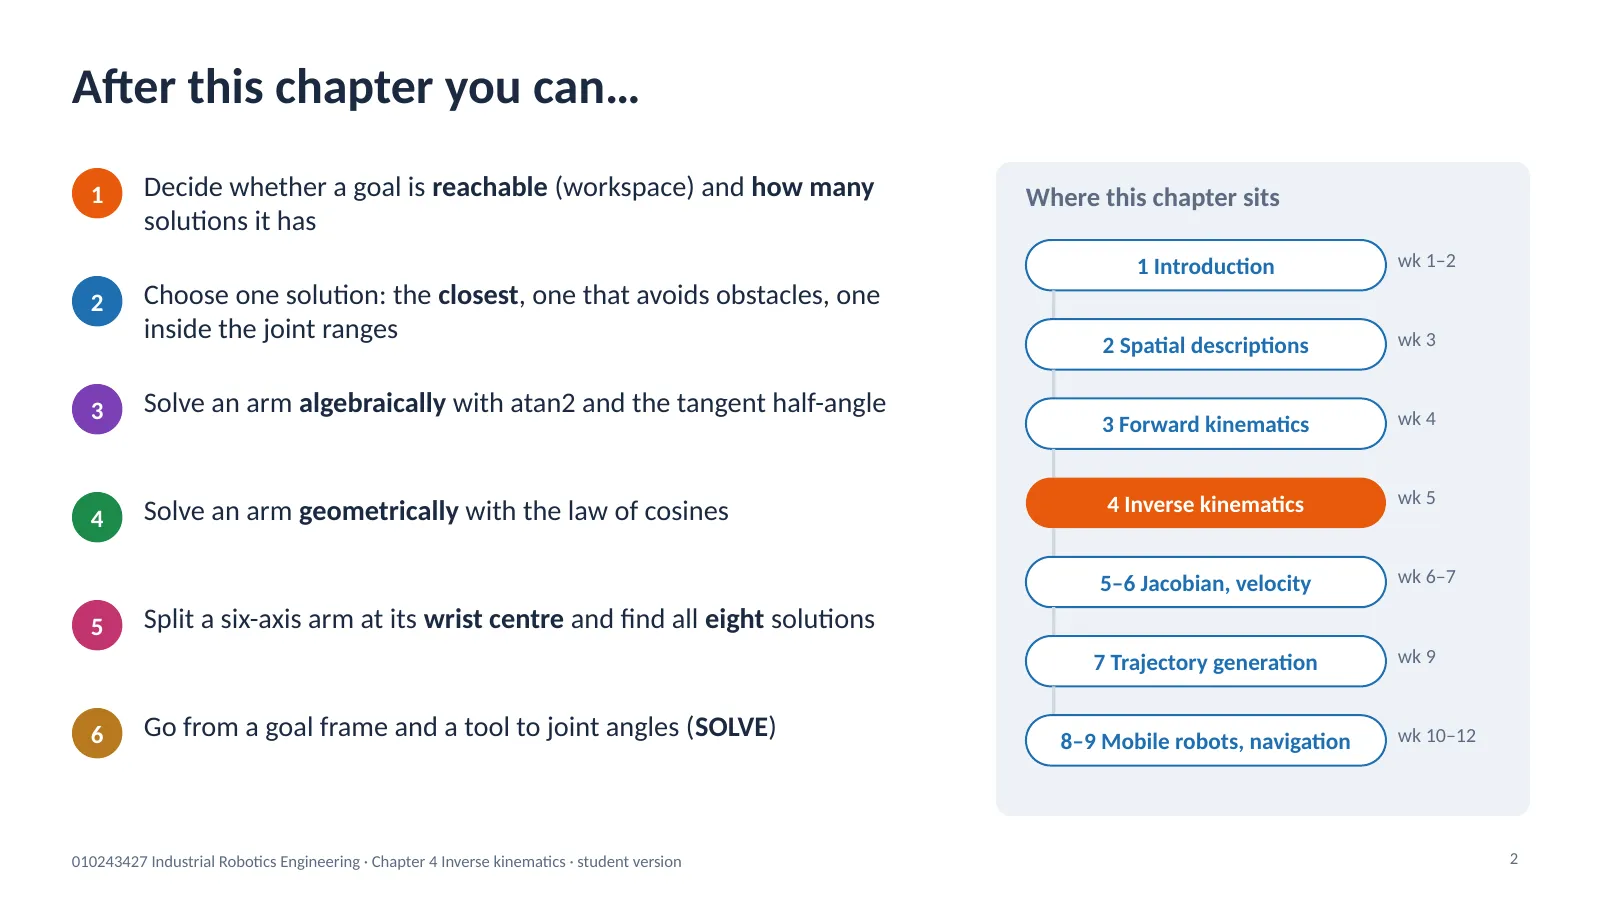 After this chapter you can…
1
Decide whether a goal is reachable (workspace) and how many
solutions it has
2
Choose one solution: the closest, one that avoids obstacles, one
inside the joint ranges
3
Solve an arm algebraically with atan2 and the tangent half-angle
4
Solve an arm geometrically with the law of cosines
5
Split a six-axis arm at its wrist centre and find all eight solutions
6
Go from a goal frame and a tool to joint angles (SOLVE)
Where this chapter sits
1 Introduction
wk 1–2
2 Spatial descriptions
wk 3
3 Forward kinematics
wk 4
4 Inverse kinematics
wk 5
5–6 Jacobian, velocity
wk 6–7
7 Trajectory generation
wk 9
8–9 Mobile robots, navigation
wk 10–12
010243427 Industrial Robotics Engineering · Chapter 4 Inverse kinematics · student version
2